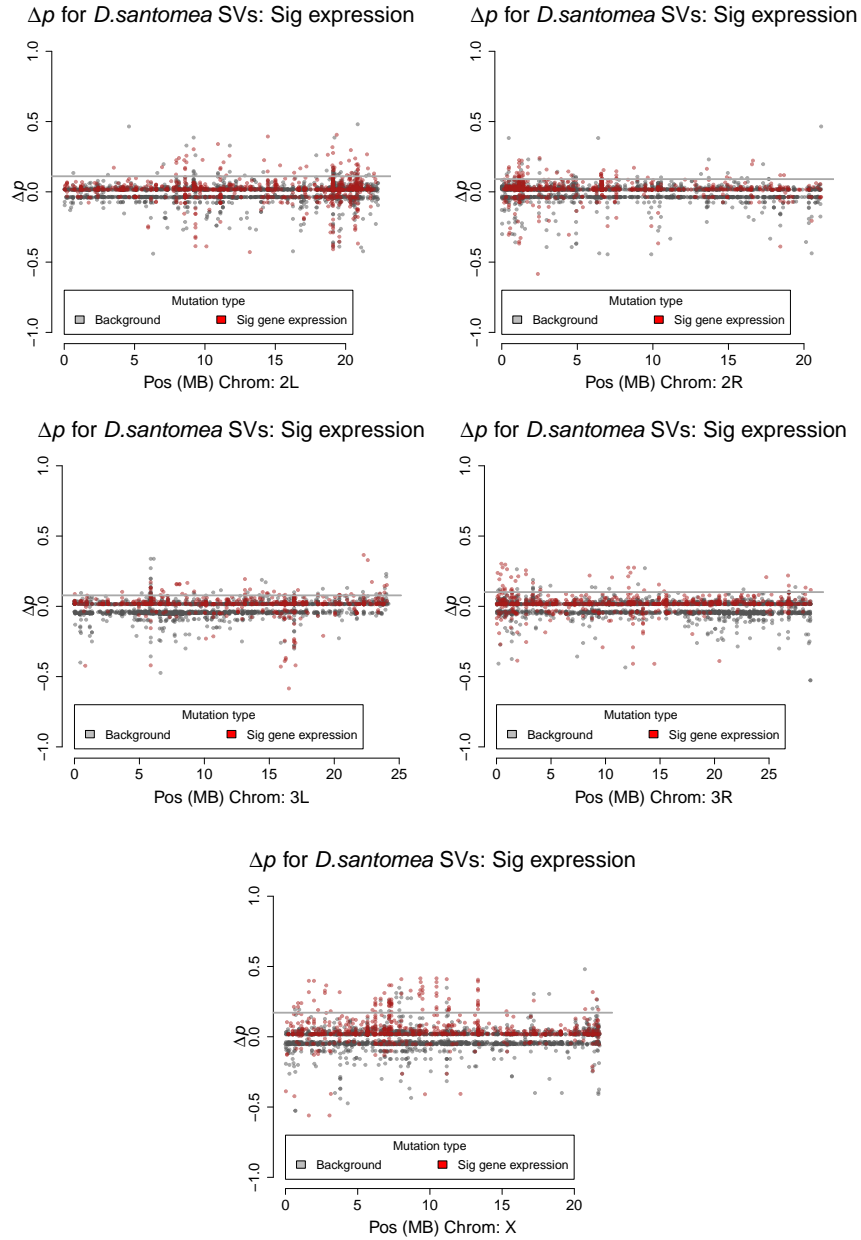 Δp for D.santomea SVs: Sig expression
1.0
0.5
0.0
−0.5
−1.0
Δp
Mutation type
Background
Sig gene expression
0 5 10 15 20
Pos (MB) Chrom: 2L
Δp for D.santomea SVs: Sig expression
1.0
0.5
0.0
−0.5
−1.0
Δp
Mutation type
Background
Sig gene expression
0 5 10 15 20
Pos (MB) Chrom: 2R
Δp for D.santomea SVs: Sig expression
1.0
0.5
0.0
−0.5
−1.0
Δp
Mutation type
Background
Sig gene expression
0 5 10 15 20 25
Pos (MB) Chrom: 3L
Δp for D.santomea SVs: Sig expression
1.0
0.5
0.0
−0.5
−1.0
Δp
Mutation type
Background
Sig gene expression
0 5 10 15 20 25
Pos (MB) Chrom: 3R
Δp for D.santomea SVs: Sig expression
1.0
0.5
0.0
−0.5
−1.0
Δp
Mutation type
Background
Sig gene expression
0 5 10 15 20
Pos (MB) Chrom: X